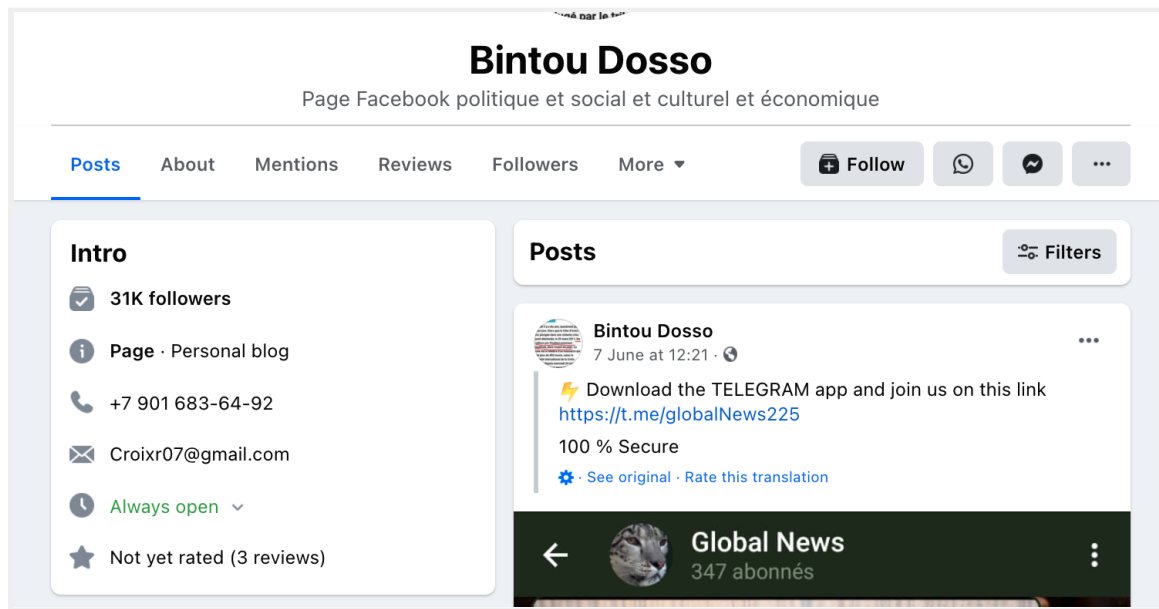 par le
Bintou Dosso
Page Facebook politique et social et culturel et économique
Posts About Mentions Reviews Followers More
Follow
Intro
31K followers
Page · Personal blog
+7 901 683-64-92
Croixr07@gmail.com
Always open
Not yet rated (3 reviews)
Posts
Filters
Bintou Dosso
7 June at 12:21 ·
⚡ Download the TELEGRAM app and join us on this link
https://t.me/globalNews225
100 % Secure
· See original · Rate this translation
Global News
347 abonnés